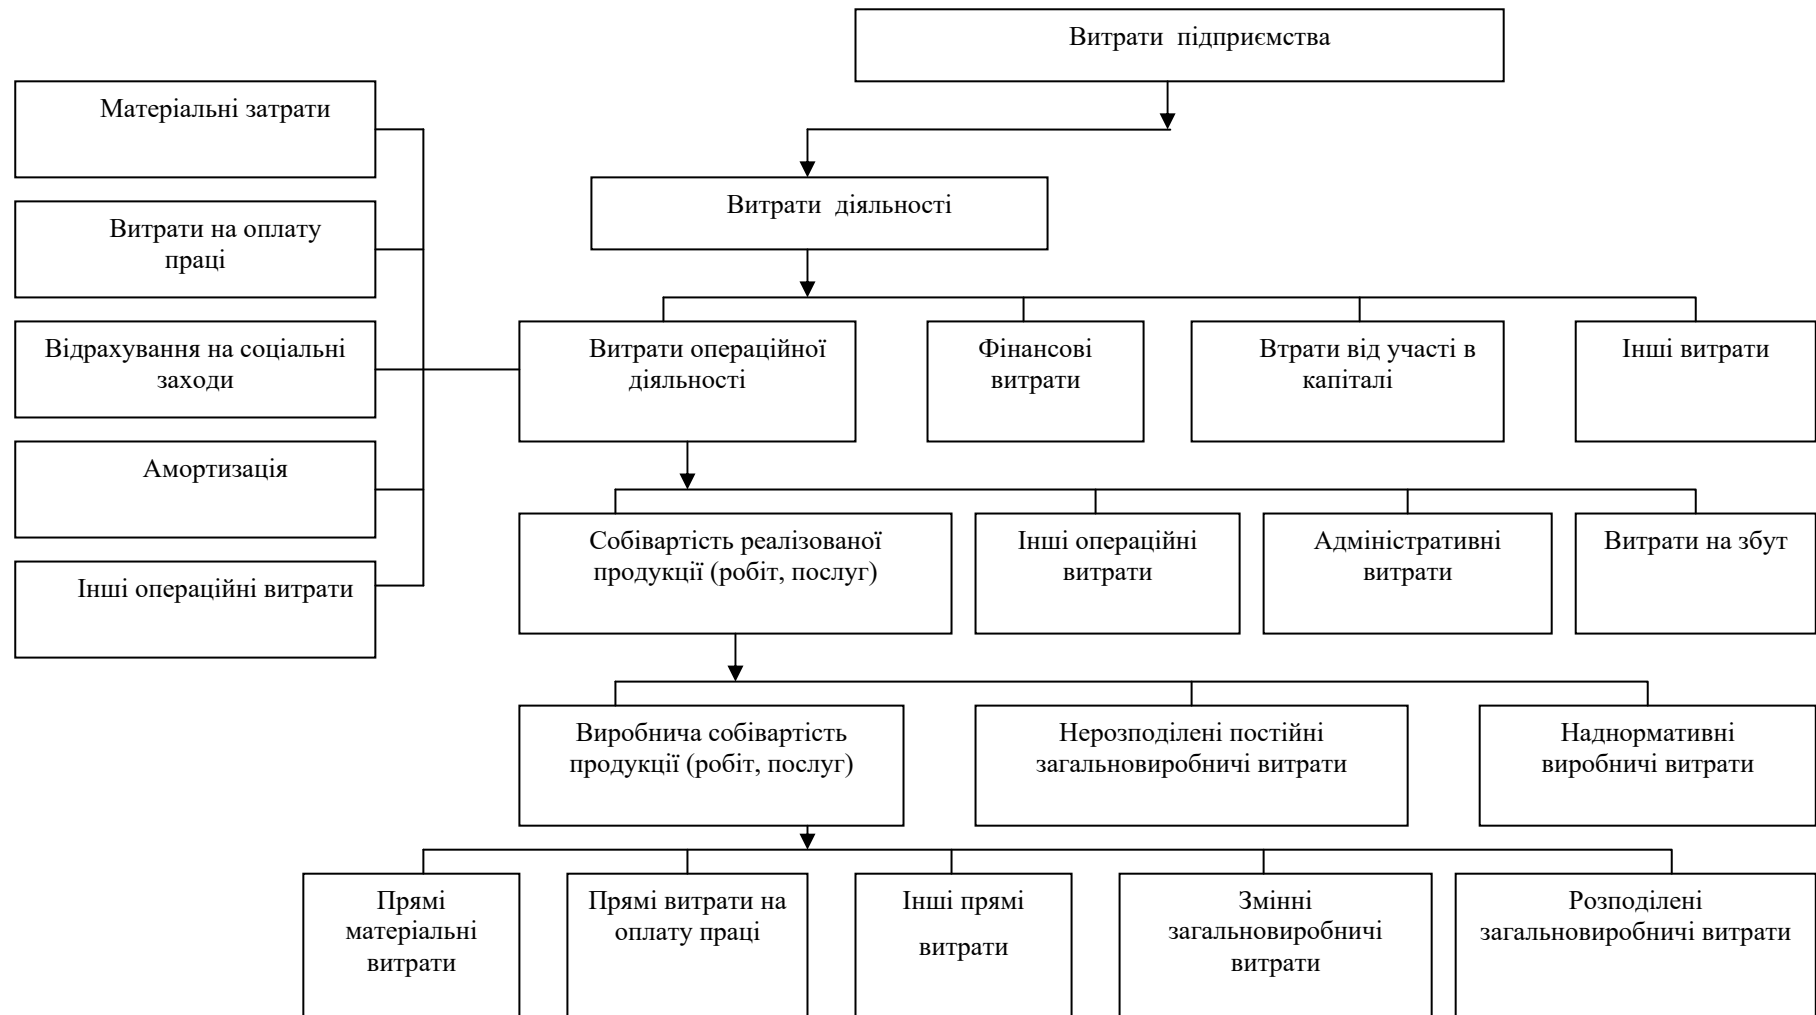 Витрати підприємства
Матеріальні затрати
Витрати на оплату
праці
Відрахування на соціальні
заходи
Амортизація
Інші операційні витрати
Витрати діяльності
Витрати операційної
діяльності
Фінансові
витрати
Втрати від участі в
капіталі
Інші витрати
Собівартість реалізованої
продукції (робіт, послуг)
Інші операційні
витрати
Адміністративні
витрати
Витрати на збут
Виробнича собівартість
продукції (робіт, послуг)
Нерозподілені постійні
загальновиробничі витрати
Наднормативні
виробничі витрати
Прямі
матеріальні
витрати
Прямі витрати на
оплату праці
Інші прямі
витрати
Змінні
загальновиробничі
витрати
Розподілені
загальновиробничі витрати